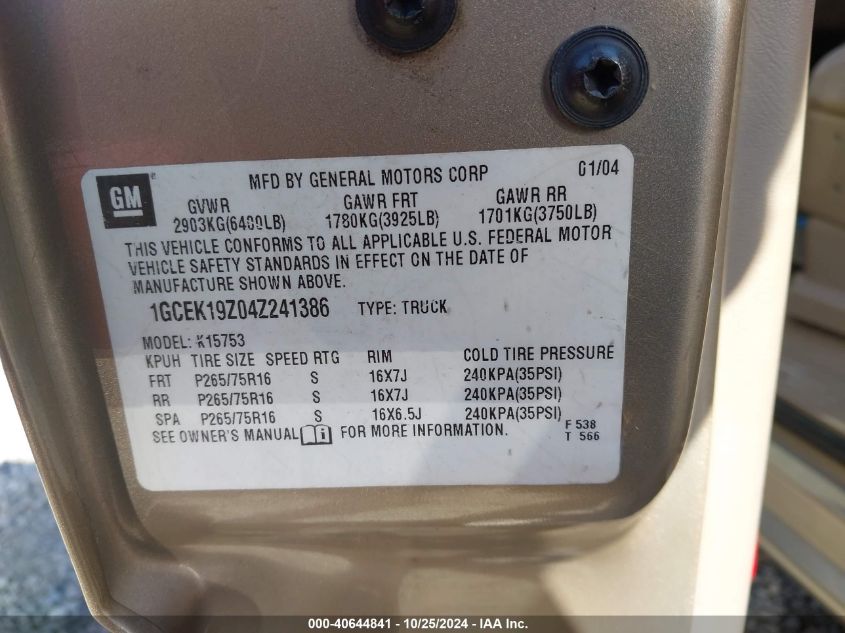 MFD BY GENERAL MOTORS CORP 01/04
GM
GVWR GAWR FRT GAWR RR
2903KG(6400LB) 1780KG(3925LB) 1701KG(3750LB)
THIS VEHICLE CONFORMS TO ALL APPLICABLE U.S. FEDERAL MOTOR
VEHICLE SAFETY STANDARDS IN EFFECT ON THE DATE OF
MANUFACTURE SHOWN ABOVE.
1GCEK19Z04Z241386 TYPE: TRUCK
MODEL: K15753
KPUH TIRE SIZE SPEED RTG RIM COLD TIRE PRESSURE
FRT P265/75R16 S 16X7J 240KPA(35PSI)
RR P265/75R16 S 16X7J 240KPA(35PSI)
SPA P265/75R16 S 16X6.5J 240KPA(35PSI)
SEE OWNER'S MANUAL FOR MORE INFORMATION.
F 538
T 566
000-40644841 - 10/25/2024 - IAA Inc.